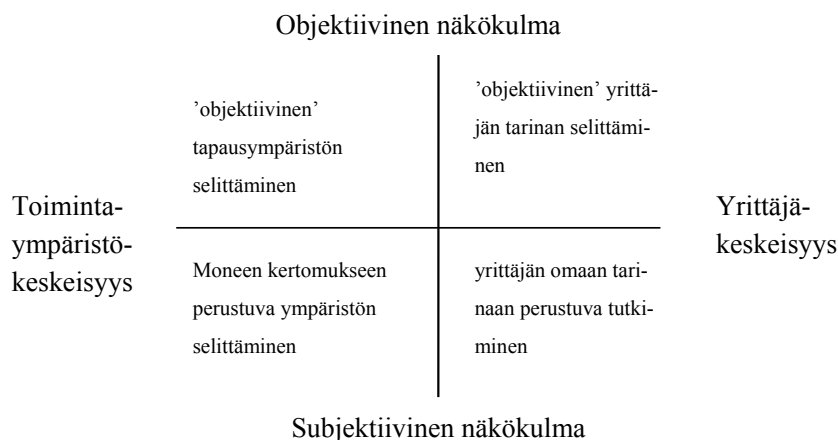 Objektiivinen näkökulma
’objektiivinen’
tapausympäristön
selittäminen
’objektiivinen’ yrittä-
jän tarinan selittämi-
nen
Toiminta-
ympäristö-
keskeisyys
Yrittäjä-
keskeisyys
Moneen kertomukseen
perustuva ympäristön
selittäminen
yrittäjän omaan tari-
naan perustuva tutki-
minen
Subjektiivinen näkökulma